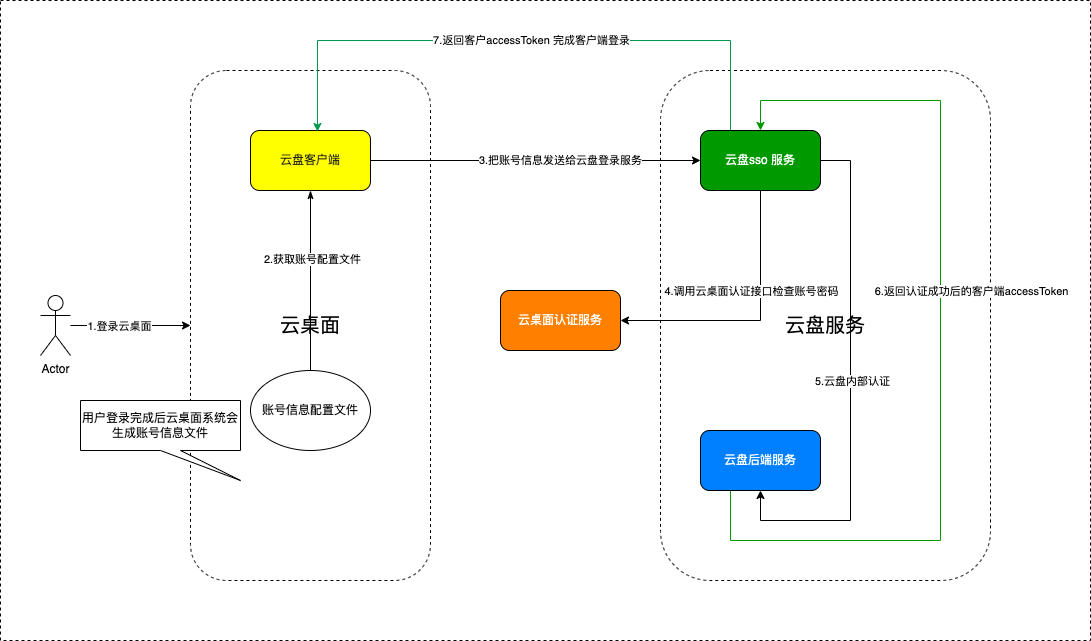 7.返回客户accessToken 完成客户端登录
云盘客户端
3.把账号信息发送给云盘登录服务
云盘sso 服务
2.获取账号配置文件
4.调用云桌面认证接口检查账号密码
6.返回认证成功后的客户端accessToken
1.登录云桌面
云桌面
云桌面认证服务
云盘服务
Actor
5.云盘内部认证
用户登录完成后云桌面系统会
生成账号信息文件
账号信息配置文件
云盘后端服务